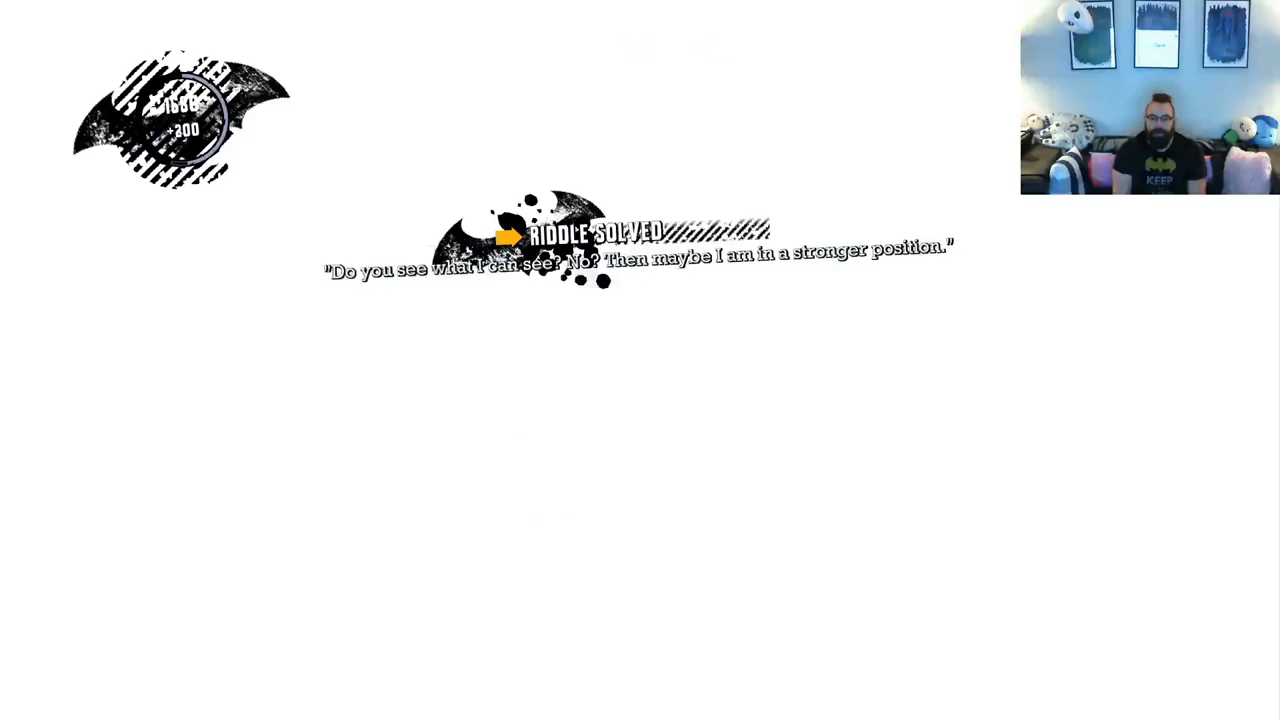 +200
RIDDLE SOLVED
"Do you see what I can see? No? Then maybe I am in a stronger position."
KEEP